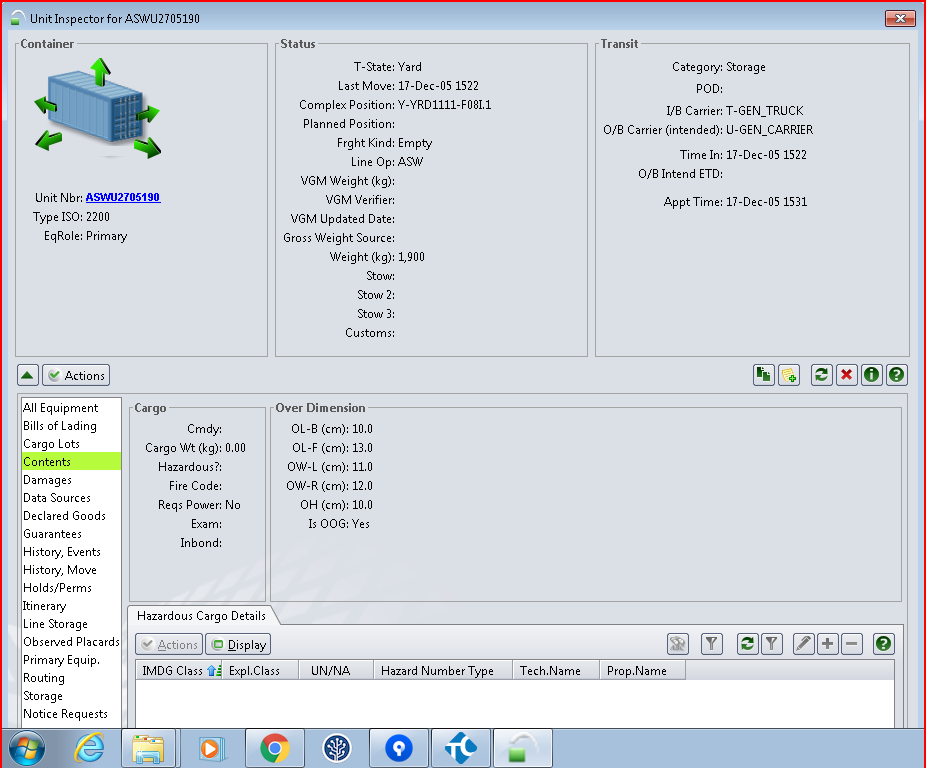 Unit Inspector for ASWU2705190
Container
Unit Nbr: ASWU2705190
Type ISO: 2200
EqRole: Primary
Status
T-State: Yard
Last Move: 17-Dec-05 1522
Complex Position: Y-YRD1111-F08I.1
Planned Position:
Frght Kind: Empty
Line Op: ASW
VGM Weight (kg):
VGM Verifier:
VGM Updated Date:
Gross Weight Source:
Weight (kg): 1,900
Stow:
Stow 2:
Stow 3:
Customs:
Transit
Category: Storage
POD:
I/B Carrier: T-GEN_TRUCK
O/B Carrier (intended): U-GEN_CARRIER
Time In: 17-Dec-05 1522
O/B Intend ETD:
Appt Time: 17-Dec-05 1531
Actions
All Equipment
Bills of Lading
Cargo Lots
Contents
Damages
Data Sources
Declared Goods
Guarantees
History, Events
History, Move
Holds/Perms
Itinerary
Line Storage
Observed Placards
Primary Equip.
Routing
Storage
Notice Requests
Cargo
Cmdy:
Cargo Wt (kg): 0.00
Hazardous?:
Fire Code:
Reqs Power: No
Exam:
Inbond:
Over Dimension
OL-B (cm): 10.0
OL-F (cm): 13.0
OW-L (cm): 11.0
OW-R (cm): 12.0
OH (cm): 10.0
Is OOG: Yes
Hazardous Cargo Details
Actions Display
IMDG Class 1 Expl.Class UN/NA Hazard Number Type Tech.Name Prop.Name